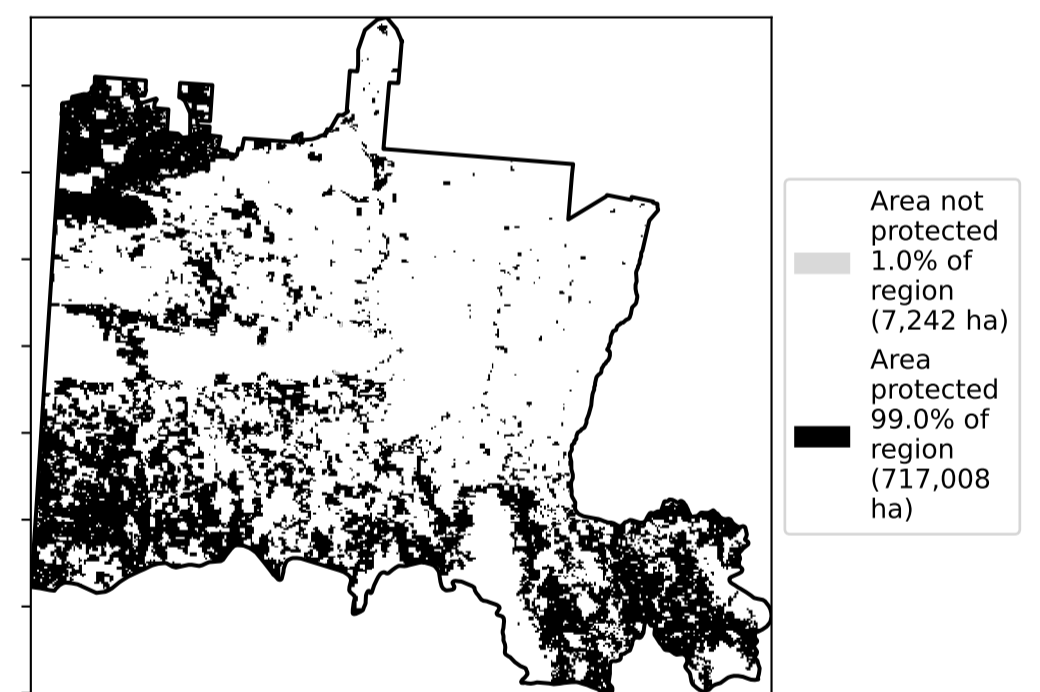 Area not
protected
1.0% of
region
(7,242 ha)
Area
protected
99.0% of
region
(717,008
ha)